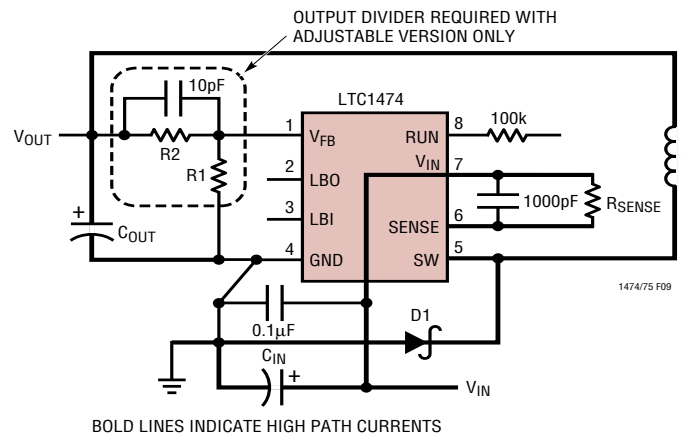 OUTPUT DIVIDER REQUIRED WITH
ADJUSTABLE VERSION ONLY
10pF
LTC1474
VOUT
R2
1
VFB
RUN
8
100k
R1
2
LBO
VIN
7
3
LBI
1000pF
RSENSE
+
COUT
SENSE
6
4
GND
SW
5
1474/75 F09
0.1µF
D1
CIN
+
VIN
BOLD LINES INDICATE HIGH PATH CURRENTS